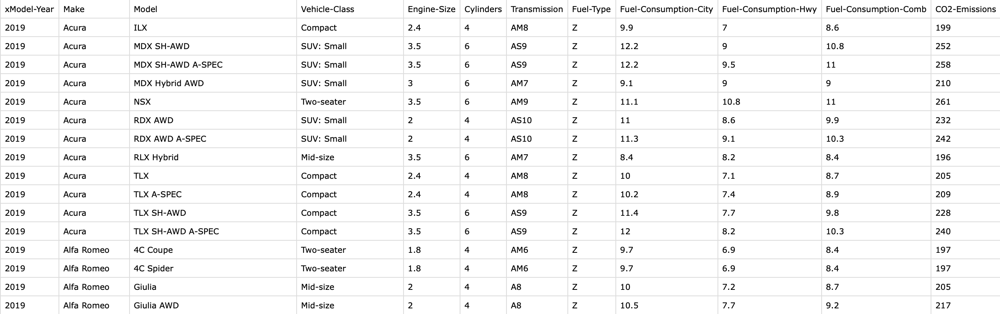 xModel-Year Make Model Vehicle-Class Engine-Size Cylinders Transmission Fuel-Type Fuel-Consumption-City Fuel-Consumption-Hwy Fuel-Consumption-Comb CO2-Emissions
2019 Acura ILX Compact 2.4 4 AM8 Z 9.9 7 8.6 199
2019 Acura MDX SH-AWD SUV: Small 3.5 6 AS9 Z 12.2 9 10.8 252
2019 Acura MDX SH-AWD A-SPEC SUV: Small 3.5 6 AS9 Z 12.2 9.5 11 258
2019 Acura MDX Hybrid AWD SUV: Small 3 6 AM7 Z 9.1 9 9 210
2019 Acura NSX Two-seater 3.5 6 AM9 Z 11.1 10.8 11 261
2019 Acura RDX AWD SUV: Small 2 4 AS10 Z 11 8.6 9.9 232
2019 Acura RDX AWD A-SPEC SUV: Small 2 4 AS10 Z 11.3 9.1 10.3 242
2019 Acura RLX Hybrid Mid-size 3.5 6 AM7 Z 8.4 8.2 8.4 196
2019 Acura TLX Compact 2.4 4 AM8 Z 10 7.1 8.7 205
2019 Acura TLX A-SPEC Compact 2.4 4 AM8 Z 10.2 7.4 8.9 209
2019 Acura TLX SH-AWD Compact 3.5 6 AS9 Z 11.4 7.7 9.8 228
2019 Acura TLX SH-AWD A-SPEC Compact 3.5 6 AS9 Z 12 8.2 10.3 240
2019 Alfa Romeo 4C Coupe Two-seater 1.8 4 AM6 Z 9.7 6.9 8.4 197
2019 Alfa Romeo 4C Spider Two-seater 1.8 4 AM6 Z 9.7 6.9 8.4 197
2019 Alfa Romeo Giulia Mid-size 2 4 A8 Z 10 7.2 8.7 205
2019 Alfa Romeo Giulia AWD Mid-size 2 4 A8 Z 10.5 7.7 9.2 217